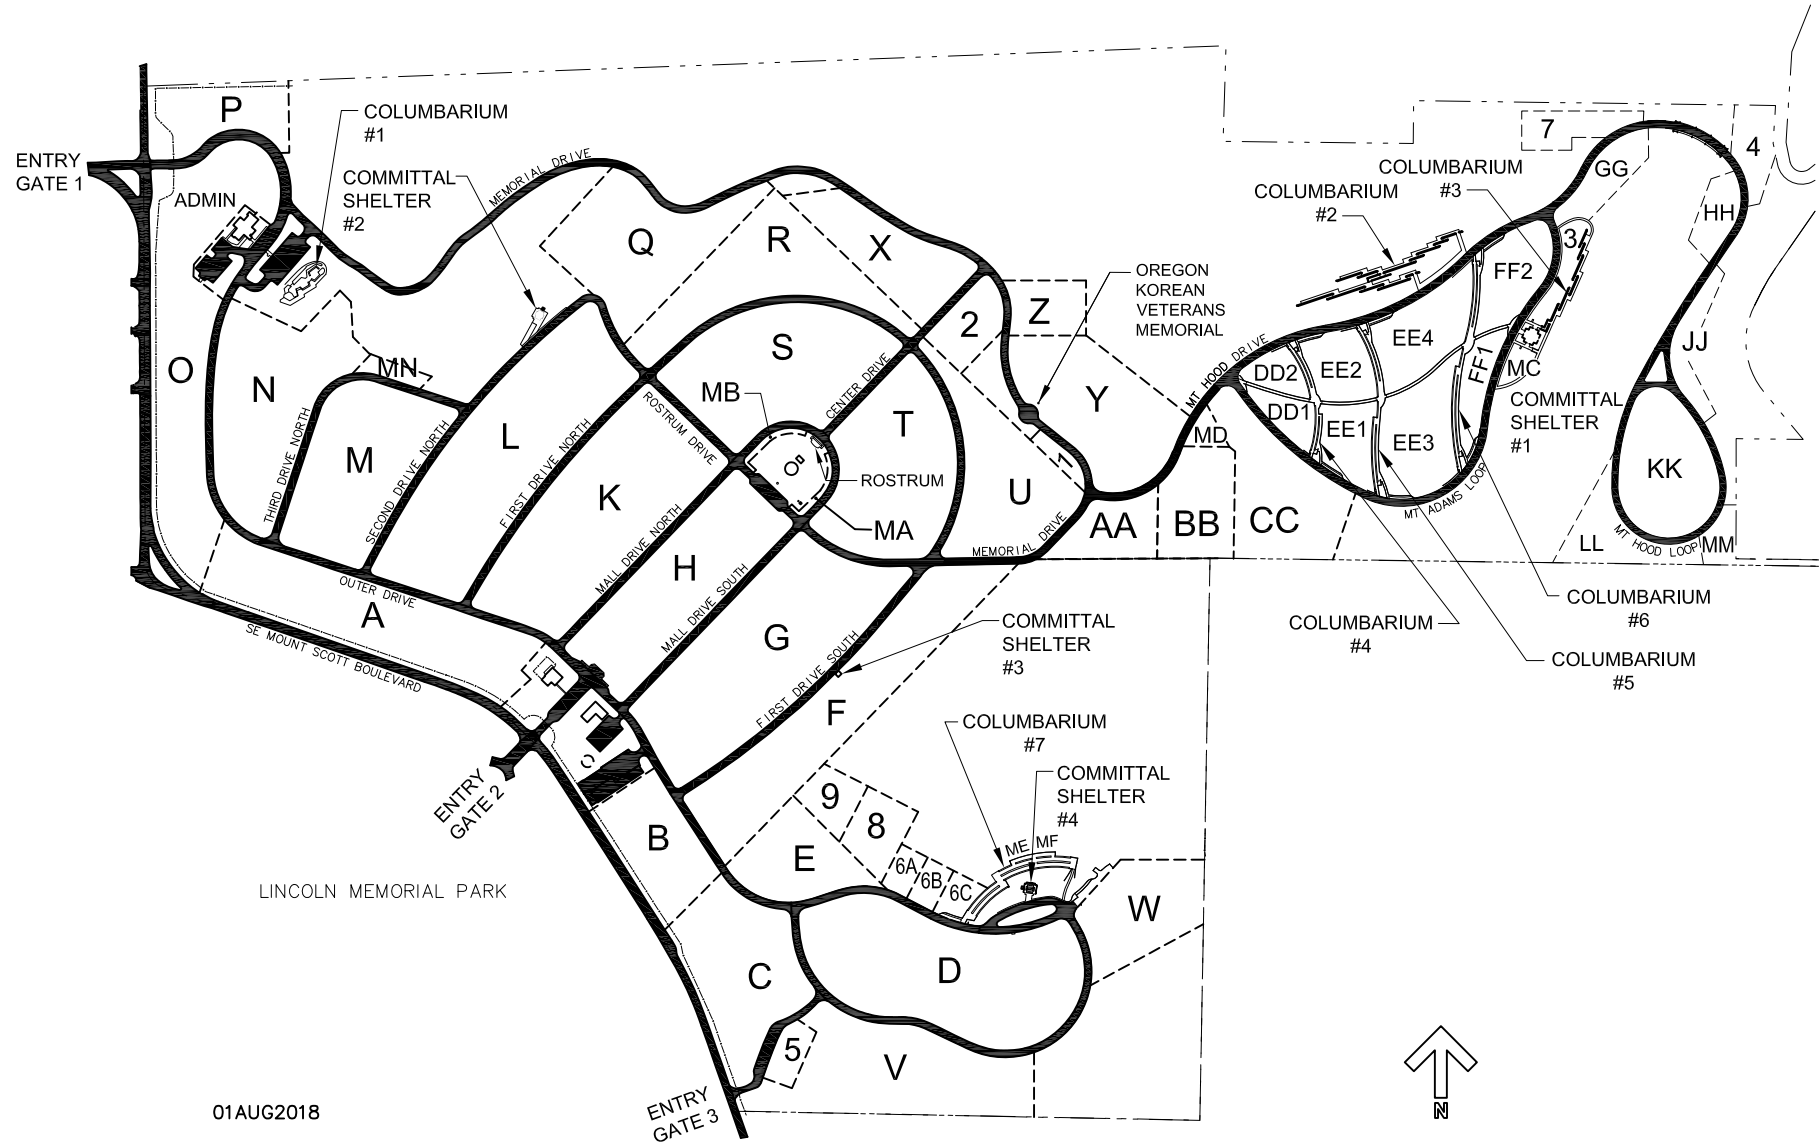 P
COLUMBARIUM
#1
ENTRY
GATE 1
ADMIN
COMMITTAL
SHELTER
#2
MEMORIAL DRIVE
Q
R
X
7
4
COLUMBARIUM
#3
GG
COLUMBARIUM
#2
HH
3
FF2
OREGON
KOREAN
VETERANS
MEMORIAL
2
Z
O
N
MN
S
CENTER DRIVE
MB
ROSTRUM DRIVE
T
Y
MT HOOD DRIVE
DD2
EE2
EE4
FF1
MC
JJ
COMMITTAL
SHELTER
#1
DD1
EE1
EE3
MD
L
M
THIRD DRIVE NORTH
SECOND DRIVE NORTH
FIRST DRIVE NORTH
K
ROSTRUM
MA
1
U
AA
BB
CC
MT ADAMS LOOP
KK
MT HOOD LOOP
LL
MM
MEMORIAL DRIVE
MALL DRIVE NORTH
H
MALL DRIVE SOUTH
OUTER DRIVE
A
SE MOUNT SCOTT BOULEVARD
G
FIRST DRIVE SOUTH
COMMITTAL
SHELTER
#3
COLUMBARIUM
#4
COLUMBARIUM
#6
COLUMBARIUM
#5
F
COLUMBARIUM
#7
COMMITTAL
SHELTER
#4
ENTRY
GATE 2
B
9
8
E
6A
6B
6C
ME
MF
W
LINCOLN MEMORIAL PARK
C
D
5
V
ENTRY
GATE 3
01AUG2018
N